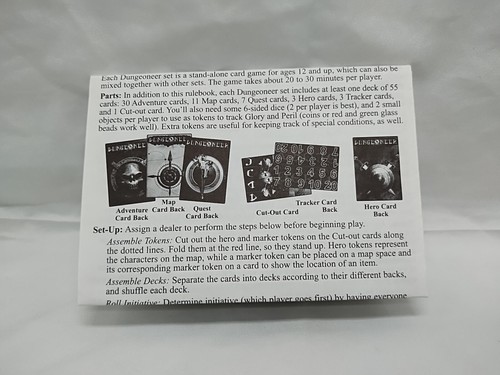 Each Dungeoneer set is a stand-alone card game for ages 12 and up, which can also be
mixed together with other sets. The game takes about 20 to 30 minutes per player.
Parts: In addition to this rulebook, each Dungeoneer set includes at least one deck of 55
cards: 30 Adventure cards, 11 Map cards, 7 Quest cards, 3 Hero cards, 3 Tracker cards,
and 1 Cut-out card. You'll also need some 6-sided dice (2 per player is best), and 2 small
objects per player to use as tokens to track Glory and Peril (coins or red and green glass
beads work well). Extra tokens are useful for keeping track of special conditions, as well.
DUNGEONEER
DUNGEONEER
DUNGEONEER
DUNGEONEER
Adventure
Card Back
Map
Card Back
Quest
Card Back
Cut-Out Card
Tracker Card
Back
Hero Card
Back
Set-Up: Assign a dealer to perform the steps below before beginning play.
Assemble Tokens: Cut out the hero and marker tokens on the Cut-out cards along
the dotted lines. Fold them at the red line, so they stand up. Hero tokens represent
the characters on the map, while a marker token can be placed on a map space and
its corresponding marker token on a card to show the location of an item.
Assemble Decks: Separate the cards into decks according to their different backs,
and shuffle each deck.
Roll Initiative: Determine initiative (which player goes first) by having everyone